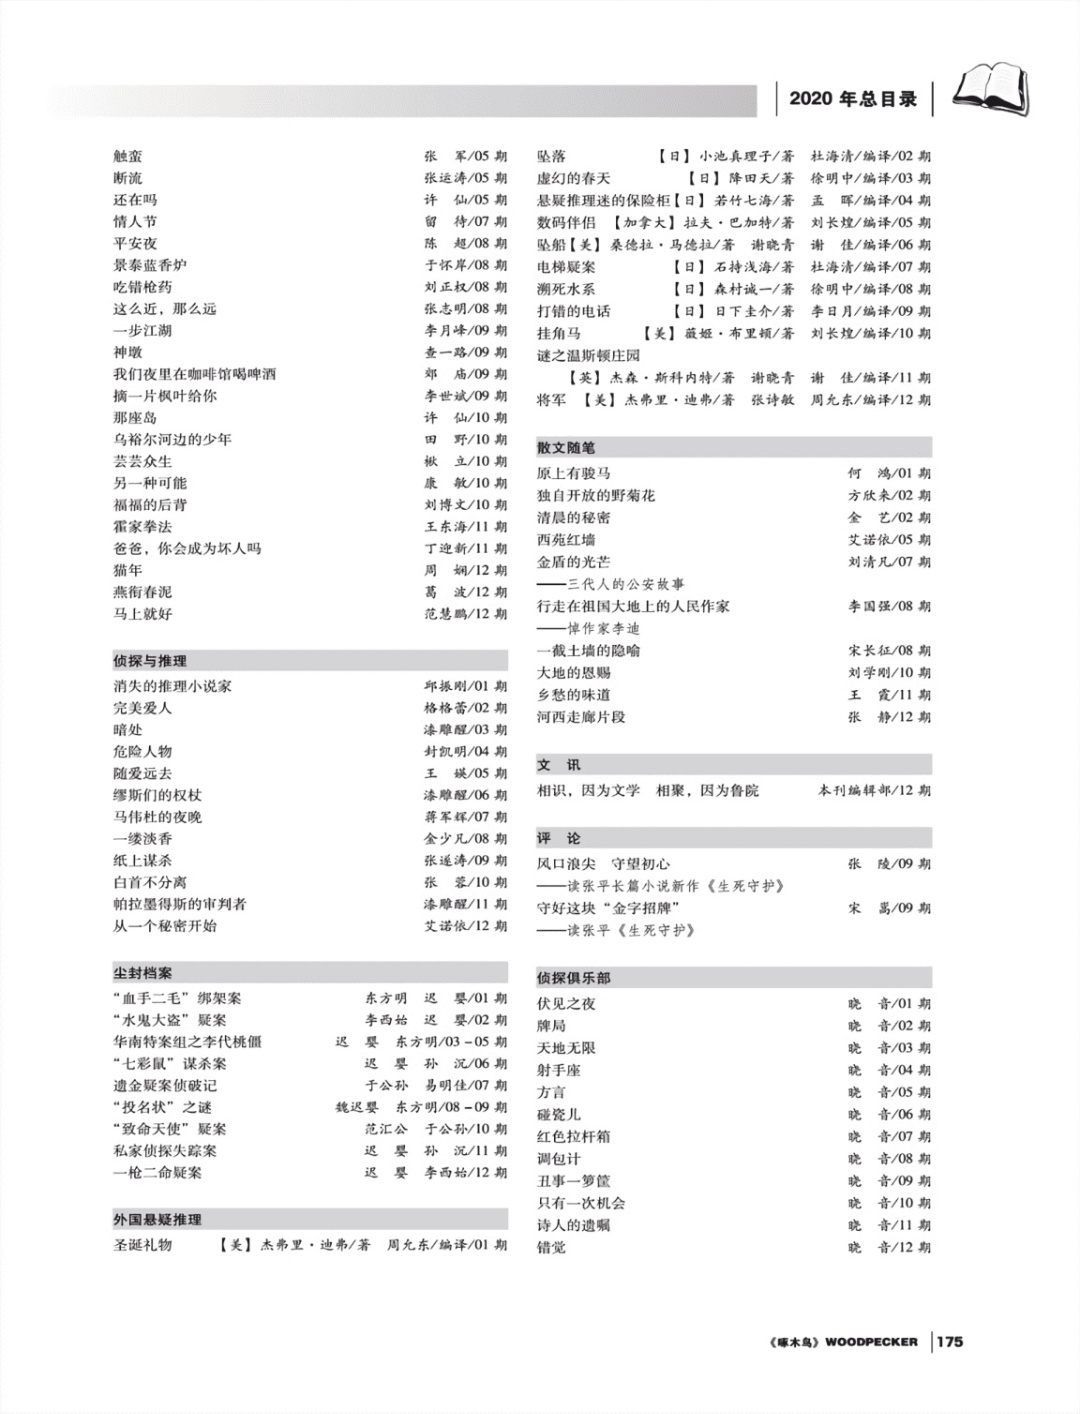 2020 年总目录
触蛮 张 军/05 期
断流 张运涛/05 期
还在吗 许 仙/05 期
情人节 留 待/07 期
平安夜 陈 超/08 期
景泰蓝香炉 于怀岸/08 期
吃错枪药 刘正权/08 期
这么近，那么远 张志明/08 期
一步江湖 李月峰/09 期
神墩 查一路/09 期
我们夜里在咖啡馆喝啤酒 邓 庙/09 期
摘一片枫叶给你 李世斌/09 期
那座岛 许 仙/10 期
乌裕尔河边的少年 田 野/10 期
芸芸众生 楸 立/10 期
另一种可能 康 敏/10 期
福福的后背 刘博文/10 期
霍家拳法 王东海/11 期
爸爸，你会成为坏人吗 丁迎新/11 期
猫年 周 娴/12 期
燕衔春泥 葛 波/12 期
马上就好 范慧鹏/12 期
侦探与推理
消失的推理小说家 邱振刚/01 期
完美爱人 格格蕾/02 期
暗处 漆雕醒/03 期
危险人物 封凯明/04 期
随爱远去 王 媖/05 期
缪斯们的权杖 漆雕醒/06 期
马伟杜的夜晚 蒋军辉/07 期
一缕淡香 金少凡/08 期
纸上谋杀 张遂涛/09 期
白首不分离 张 蓉/10 期
帕拉墨得斯的审判者 漆雕醒/11 期
从一个秘密开始 艾诺依/12 期
尘封档案
“血手二毛”绑架案 东方明 迟 婴/01 期
“水鬼大盗”疑案 李西始 迟 婴/02 期
华南特案组之李代桃僵 迟 婴 东方明/03－05 期
“七彩鼠”谋杀案 迟 婴 孙 沉/06 期
遗金疑案侦破记 于公孙 易明佳/07 期
“投名状”之谜 魏迟婴 东方明/08－09 期
“致命天使”疑案 范汇公 于公孙/10 期
私家侦探失踪案 迟 婴 孙 沉/11 期
一枪二命疑案 迟 婴 李西始/12 期
外国悬疑推理
圣诞礼物 【美】杰弗里·迪弗/著 周允东/编译/01 期
坠落 【日】小池真理子/著 杜海清/编译/02 期
虚幻的春天 【日】降田天/著 徐明中/编译/03 期
悬疑推理迷的保险柜【日】若竹七海/著 孟 晖/编译/04 期
数码伴侣 【加拿大】拉夫·巴加特/著 刘长煌/编译/05 期
坠船【美】桑德拉·马德拉/著 谢晓青 谢 佳/编译/06 期
电梯疑案 【日】石持浅海/著 杜海清/编译/07 期
溯死水系 【日】森村诚一/著 徐明中/编译/08 期
打错的电话 【日】日下圭介/著 李日月/编译/09 期
挂角马 【美】薇姬·布里顿/著 刘长煌/编译/10 期
谜之温斯顿庄园
【英】杰森·斯科内特/著 谢晓青 谢 佳/编译/11 期
将军 【美】杰弗里·迪弗/著 张诗敏 周允东/编译/12 期
散文随笔
原上有骏马 何 鸿/01 期
独自开放的野菊花 方欣来/02 期
清晨的秘密 金 艺/02 期
西苑红墙 艾诺依/05 期
金盾的光芒 刘清凡/07 期
——三代人的公安故事
行走在祖国大地上的人民作家 李国强/08 期
——悼作家李迪
一截土墙的隐喻 宋长征/08 期
大地的恩赐 刘学刚/10 期
乡愁的味道 王 霞/11 期
河西走廊片段 张 静/12 期
文 讯
相识，因为文学 相聚，因为鲁院 本刊编辑部/12 期
评 论
风口浪尖 守望初心 张 陵/09 期
——读张平长篇小说新作《生死守护》
守好这块“金字招牌” 宋 嵩/09 期
——读张平《生死守护》
侦探俱乐部
伏见之夜 晓 音/01 期
牌局 晓 音/02 期
天地无限 晓 音/03 期
射手座 晓 音/04 期
方言 晓 音/05 期
碰瓷儿 晓 音/06 期
红色拉杆箱 晓 音/07 期
调包计 晓 音/08 期
丑事一箩筐 晓 音/09 期
只有一次机会 晓 音/10 期
诗人的遗嘱 晓 音/11 期
错觉 晓 音/12 期
《啄木鸟》WOODPECKER 175